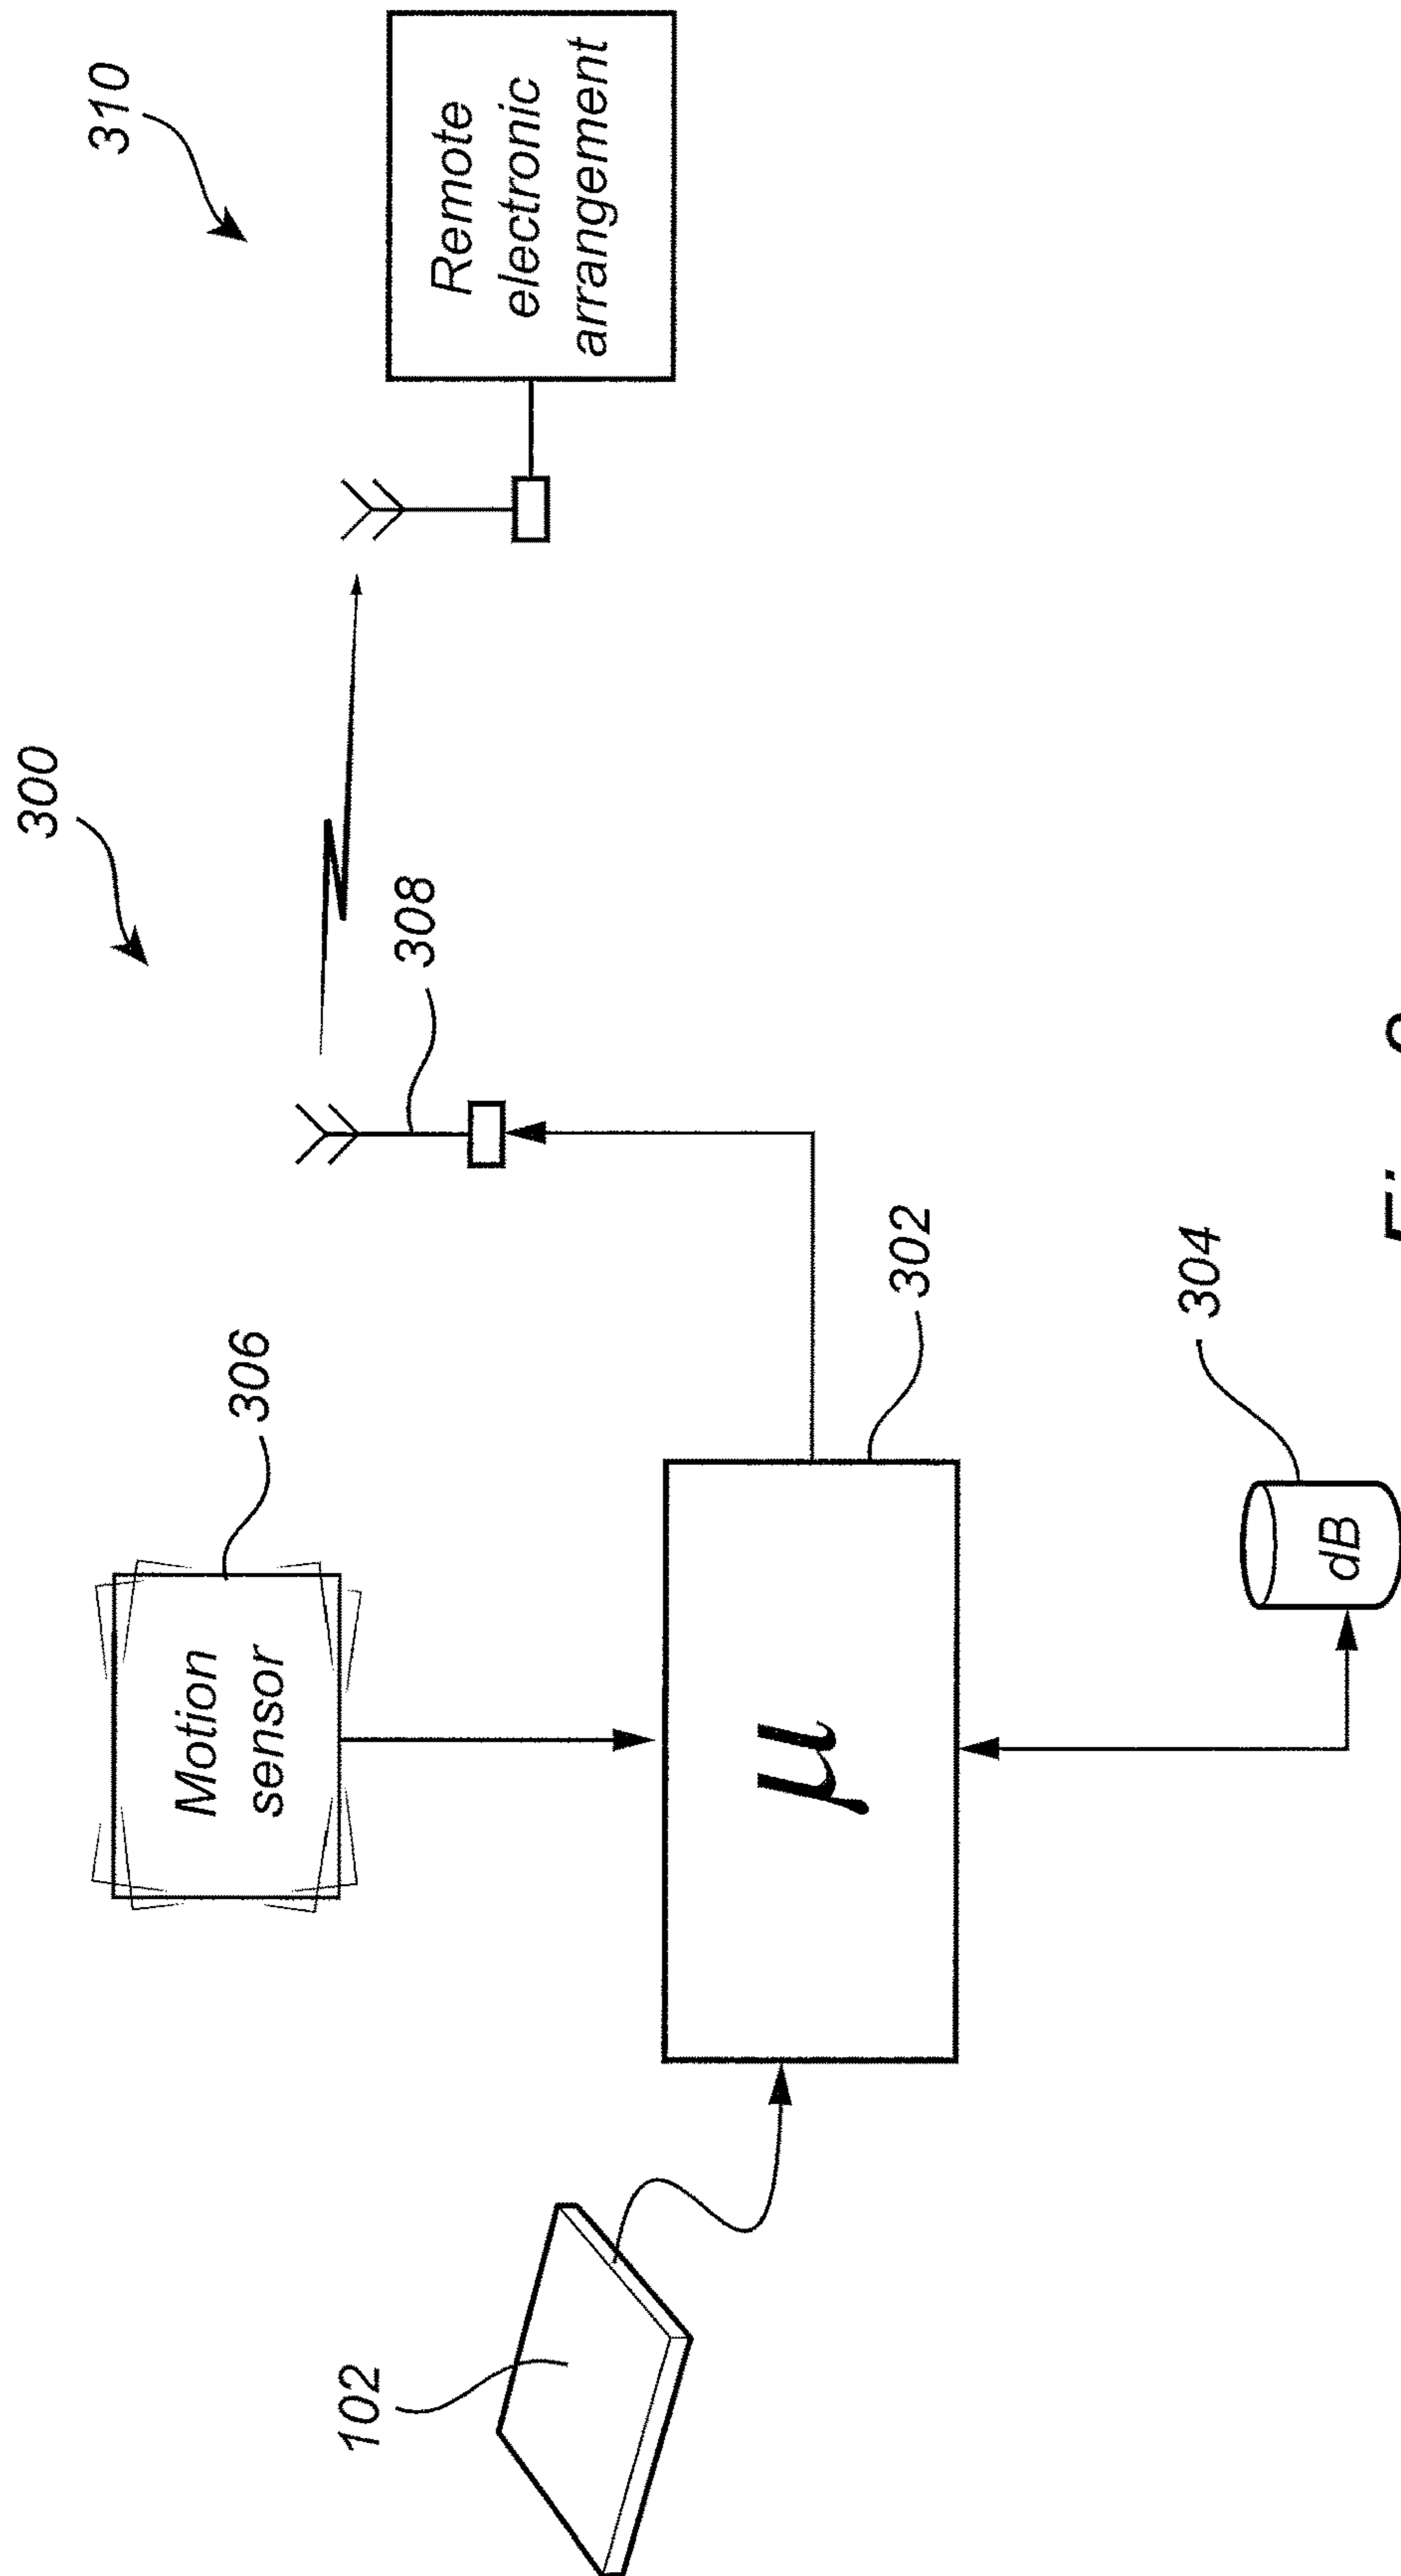 310
Remote
electronic
arrangement
300
308
306
Motion
sensor
302
µ
304
dB
102